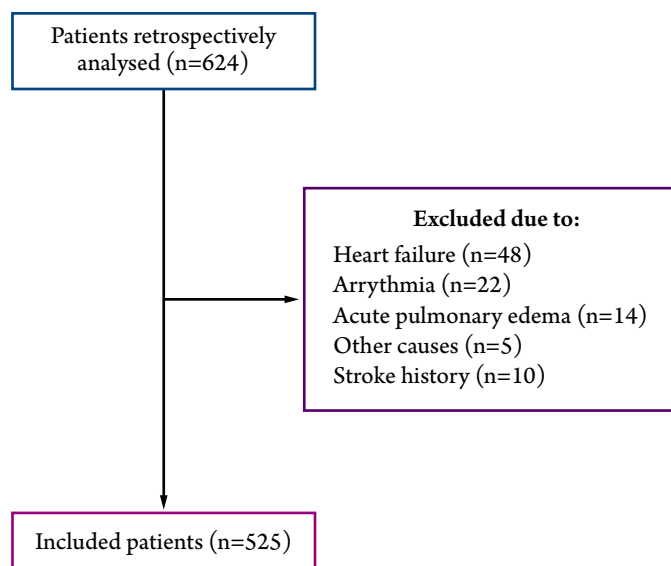 Patients retrospectively
analysed (n=624)
Excluded due to:
Heart failure (n=48)
Arrythmia (n=22)
Acute pulmonary edema (n=14)
Other causes (n=5)
Stroke history (n=10)
Included patients (n=525)